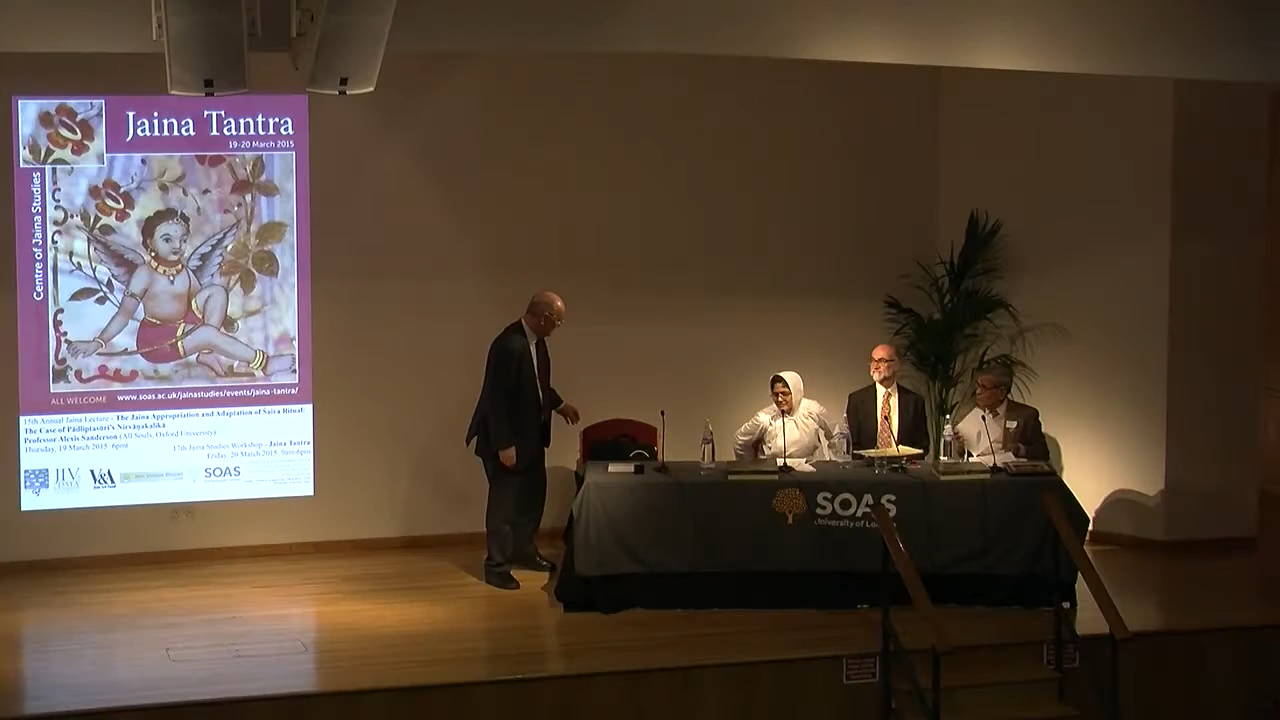 Jaina Tantra
19-20 March 2015
Centre of Jaina Studies
ALL WELCOME www.soas.ac.uk/jainastudies/events/jaina-tantra/
15th Annual Jaina Lecture - The Jaina Appropriation and Adaptation of Śaiva Ritual:
The Case of Pādliptasūri's Nirvāṇakalikā
Professor Alexis Sanderson (All Souls, Oxford University)
Thursday, 19 March 2015 6pm
17th Jaina Studies Workshop - Jaina Tantra
Friday, 20 March 2015 9am-6pm
V&A
SOAS
SOAS
University of Lo